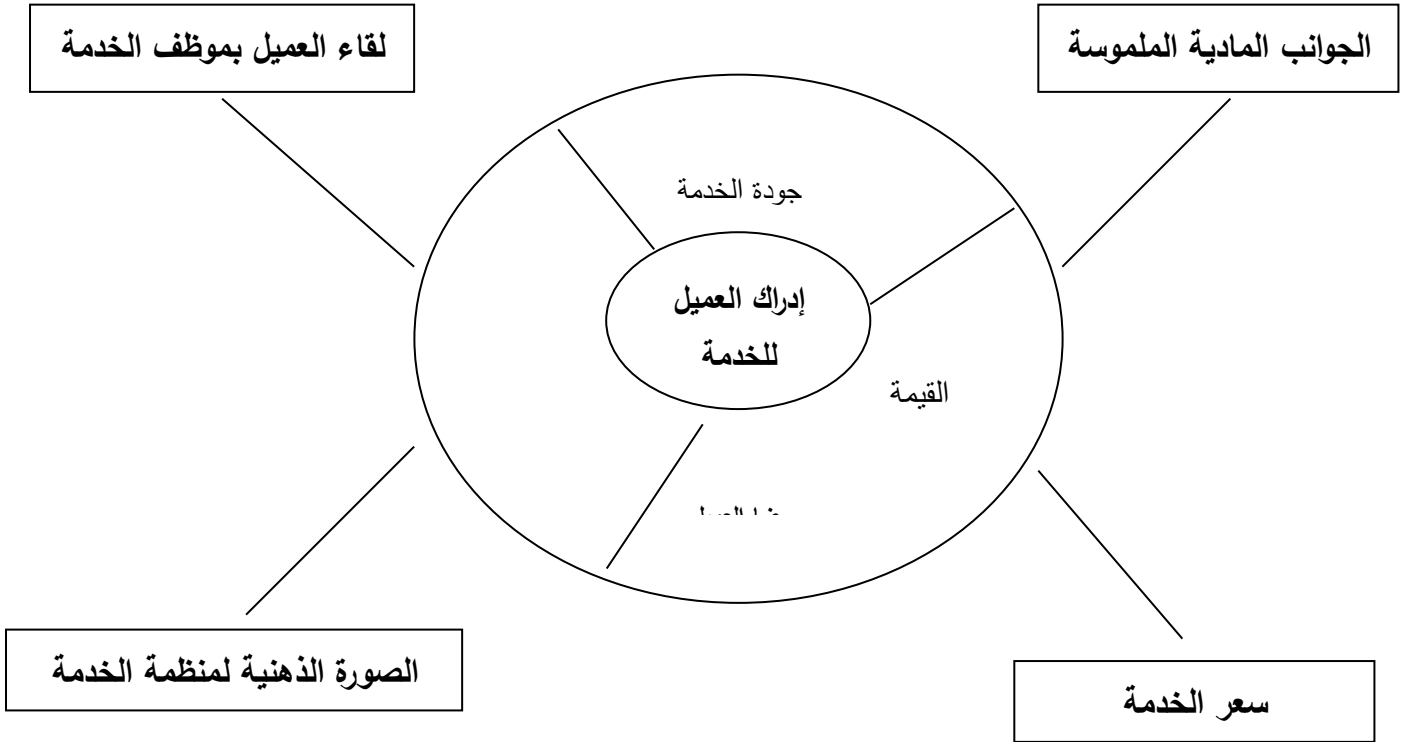 الجوانب المادية الملموسة
لقاء العميل بموظف الخدمة
جودة الخدمة
إدراك العميل
للخدمة
القيمة
الصورة الذهنية لمنظمة الخدمة
سعر الخدمة